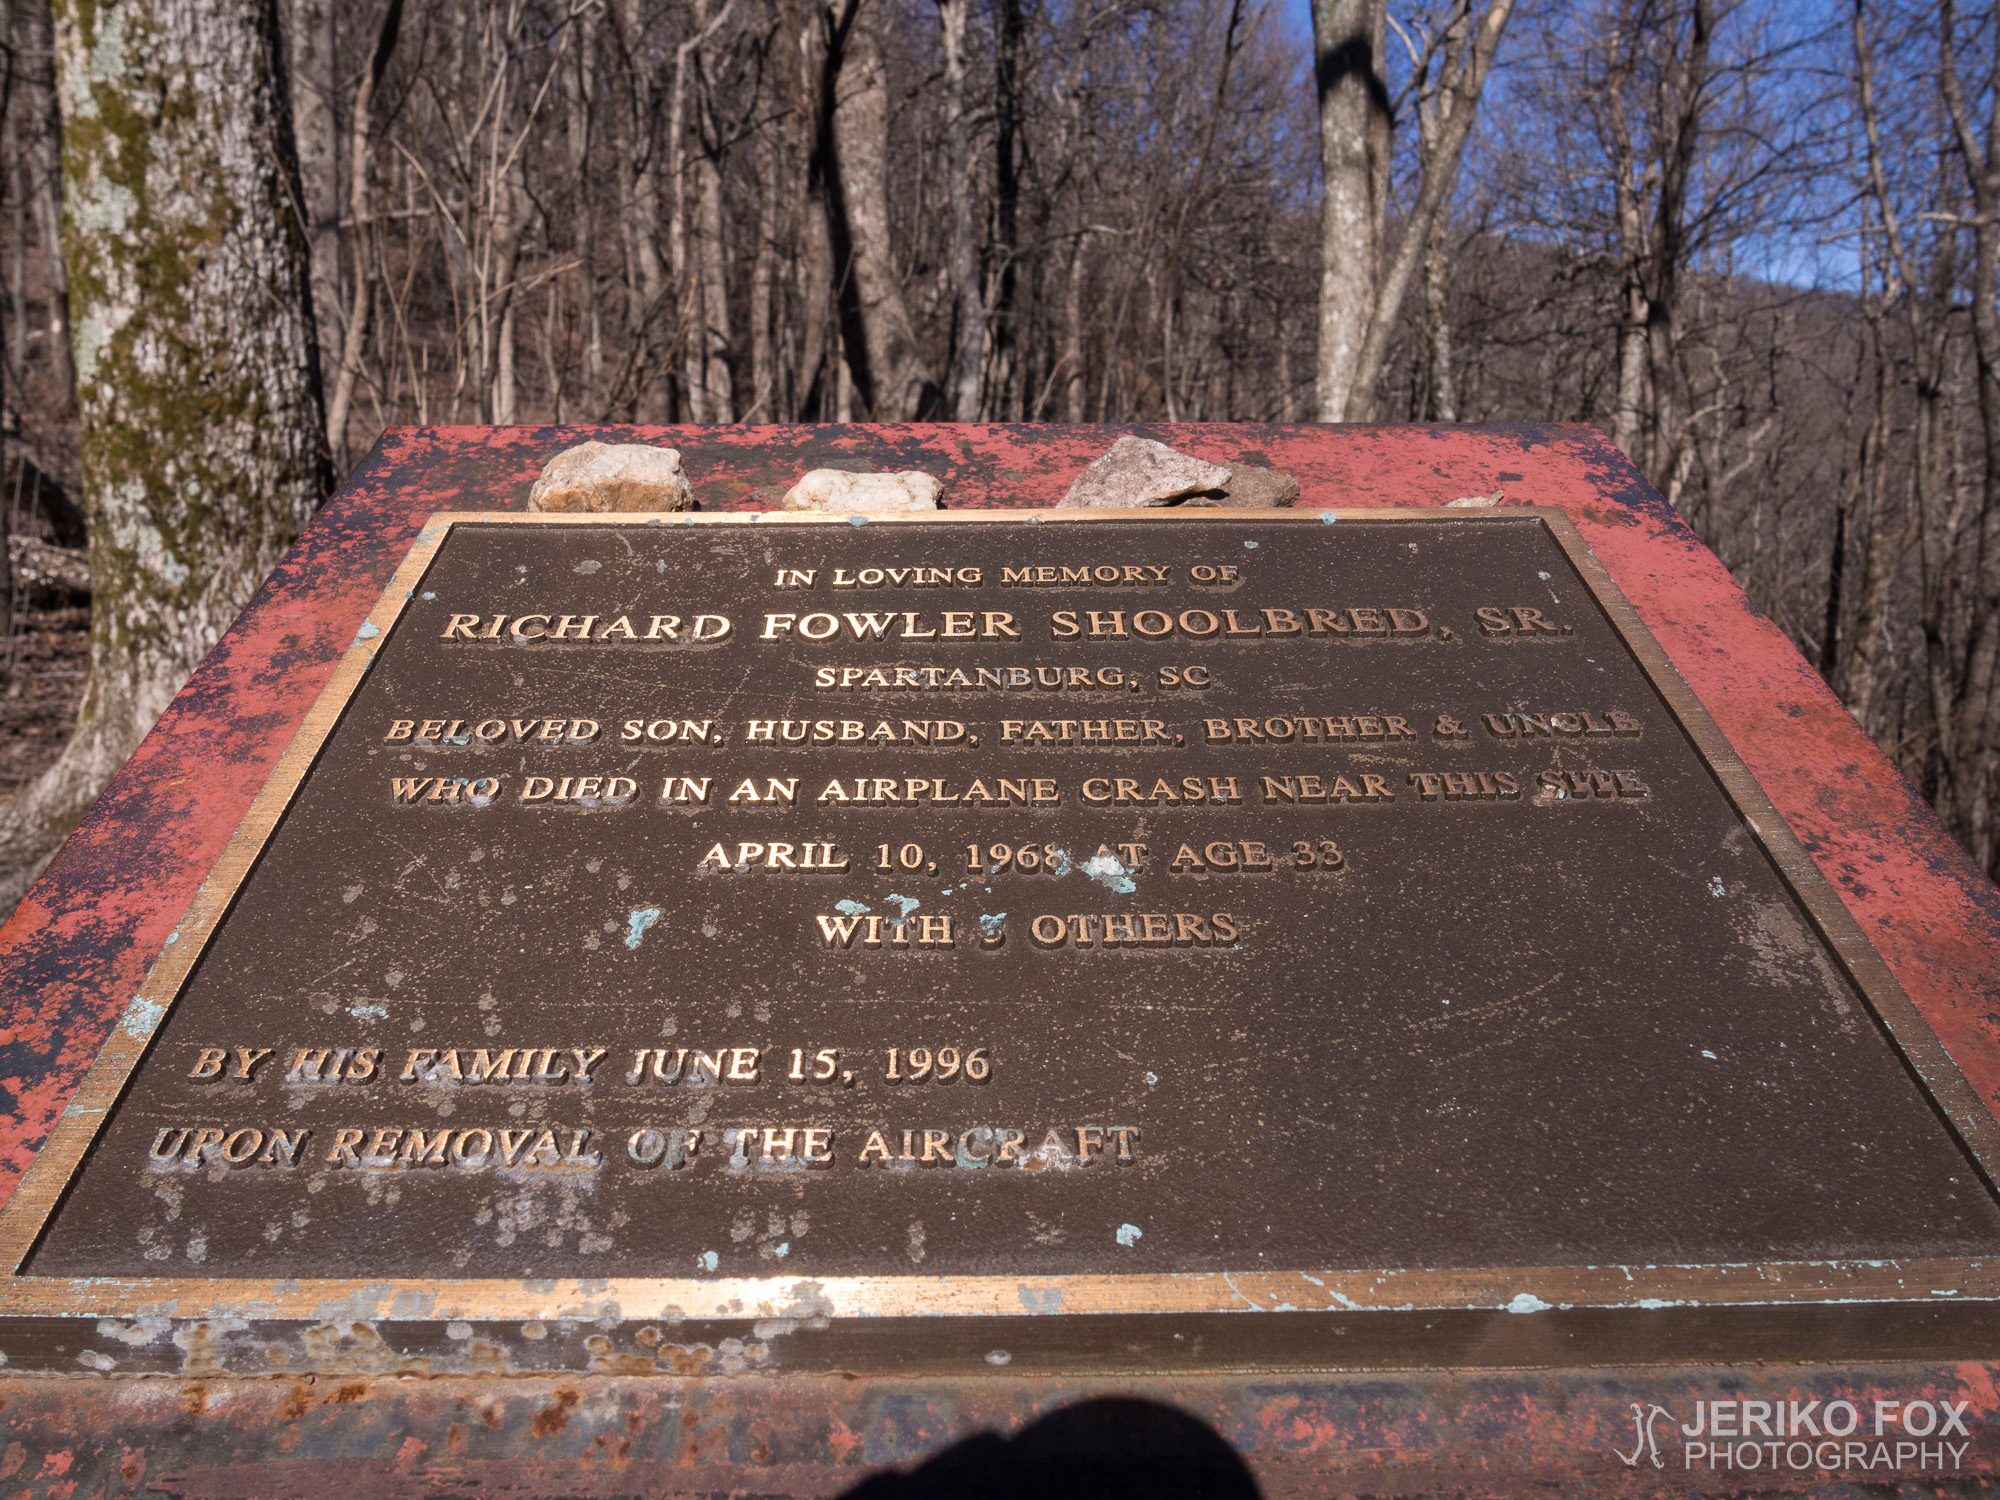 IN LOVING MEMORY OF
RICHARD FOWLER SHOOLBRED, SR.
SPARTANBURG, SC
BELOVED SON, HUSBAND, FATHER, BROTHER & UNCLE
WHO DIED IN AN AIRPLANE CRASH NEAR THIS SITE
APRIL 10, 1968 AT AGE 33
WITH OTHERS
BY HIS FAMILY JUNE 15, 1996
UPON REMOVAL OF THE AIRCRAFT
JERIKO FOX
PHOTOGRAPHY